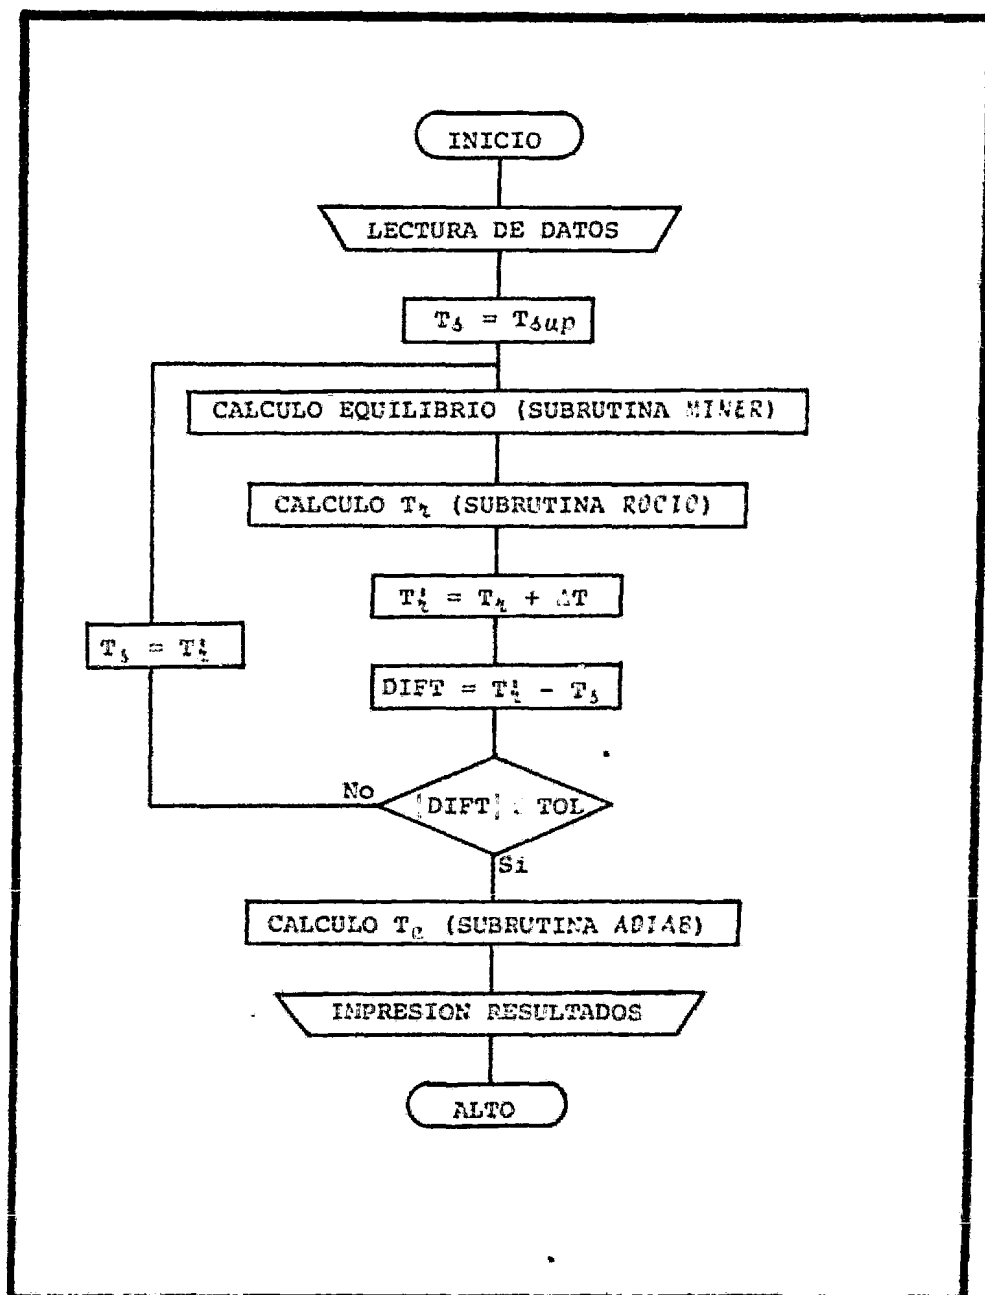 INICIO
LECTURA DE DATOS
Ts = Tsup
CALCULO EQUILIBRIO (SUBRUTINA MINER)
CALCULO Tr (SUBRUTINA ROCIO)
T'r = Tr + ΔT
Ts = T'r
DIFT = T'r - Ts
No
|DIFT| TOL
Si
CALCULO Te (SUBRUTINA ADIAB)
IMPRESION RESULTADOS
ALTO